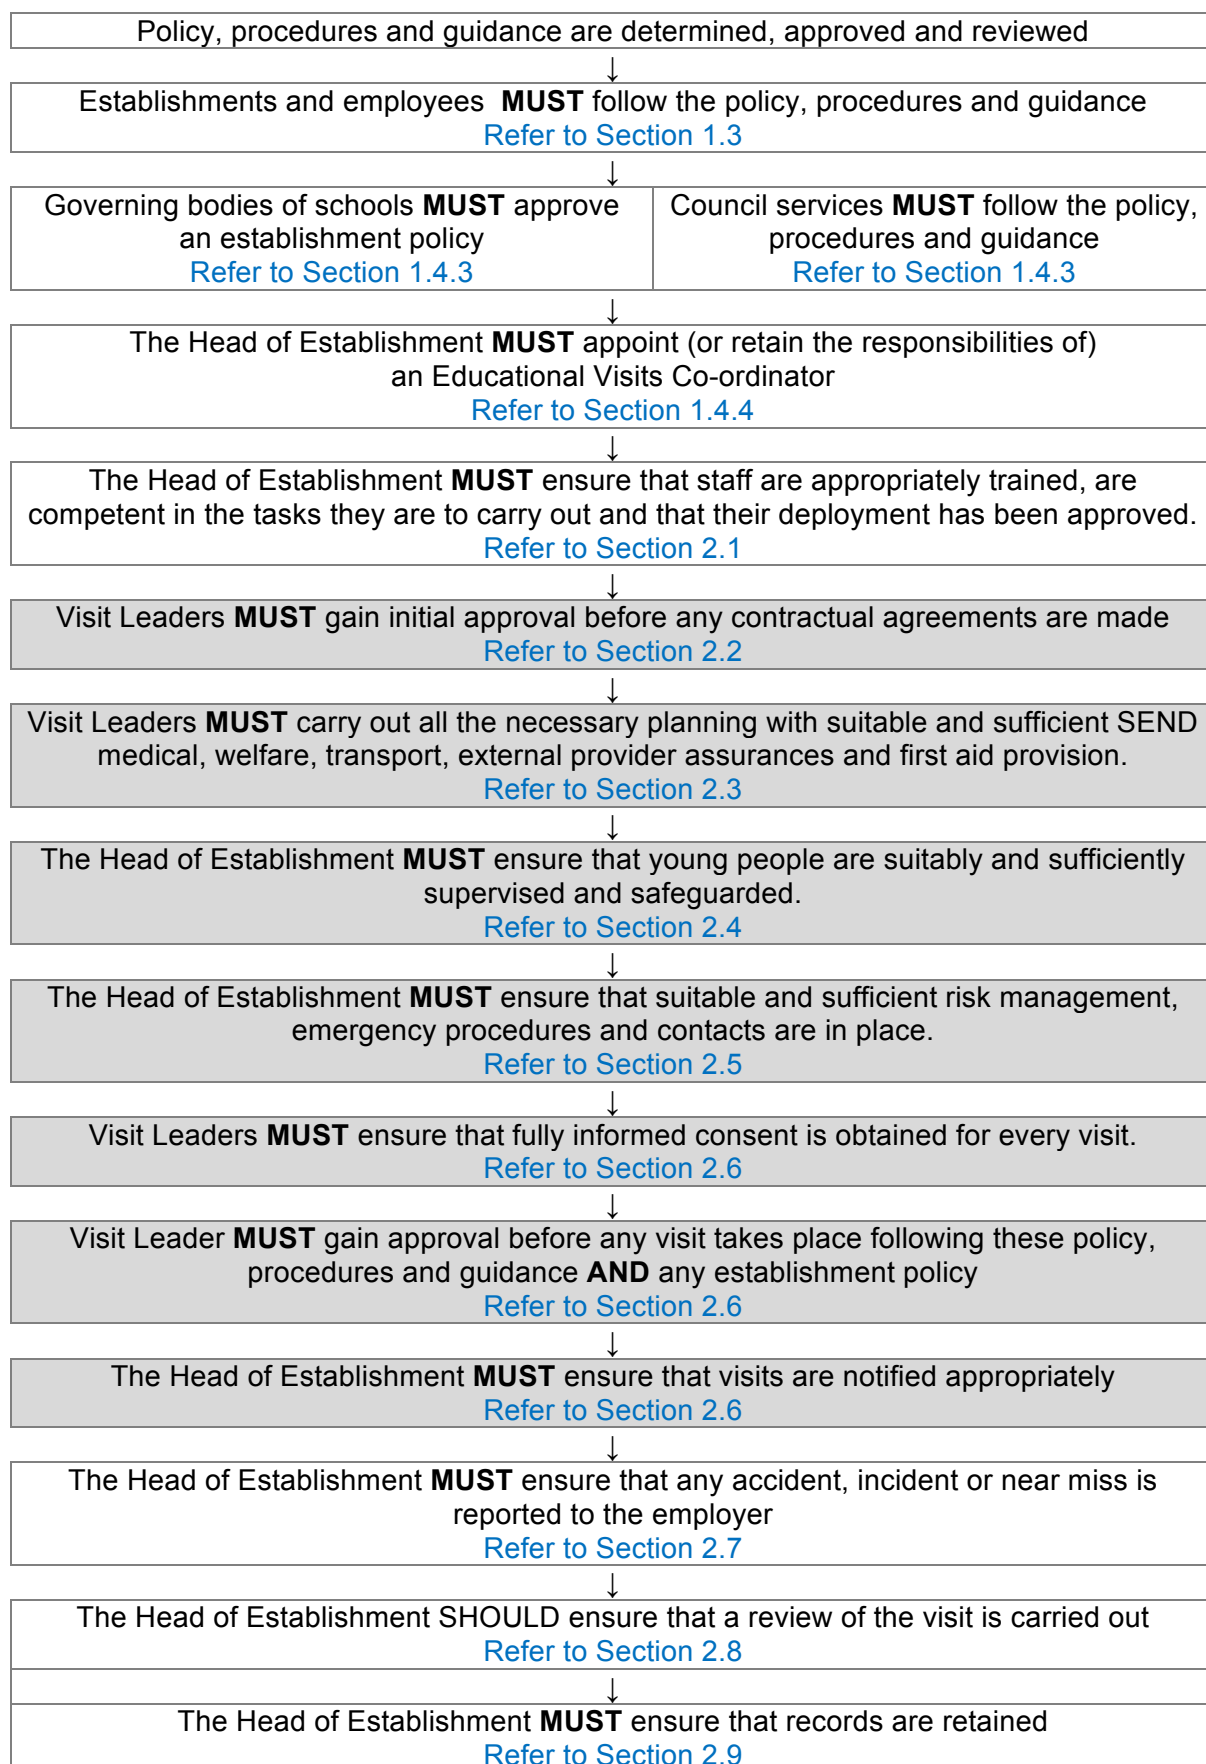 Policy, procedures and guidance are determined, approved and reviewed
↓
Establishments and employees MUST follow the policy, procedures and guidance
Refer to Section 1.3
↓
Governing bodies of schools MUST approve
an establishment policy
Refer to Section 1.4.3
Council services MUST follow the policy,
procedures and guidance
Refer to Section 1.4.3
↓
The Head of Establishment MUST appoint (or retain the responsibilities of)
an Educational Visits Co-ordinator
Refer to Section 1.4.4
↓
The Head of Establishment MUST ensure that staff are appropriately trained, are
competent in the tasks they are to carry out and that their deployment has been approved.
Refer to Section 2.1
↓
Visit Leaders MUST gain initial approval before any contractual agreements are made
Refer to Section 2.2
↓
Visit Leaders MUST carry out all the necessary planning with suitable and sufficient SEND
medical, welfare, transport, external provider assurances and first aid provision.
Refer to Section 2.3
↓
The Head of Establishment MUST ensure that young people are suitably and sufficiently
supervised and safeguarded.
Refer to Section 2.4
↓
The Head of Establishment MUST ensure that suitable and sufficient risk management,
emergency procedures and contacts are in place.
Refer to Section 2.5
↓
Visit Leaders MUST ensure that fully informed consent is obtained for every visit.
Refer to Section 2.6
↓
Visit Leader MUST gain approval before any visit takes place following these policy,
procedures and guidance AND any establishment policy
Refer to Section 2.6
↓
The Head of Establishment MUST ensure that visits are notified appropriately
Refer to Section 2.6
↓
The Head of Establishment MUST ensure that any accident, incident or near miss is
reported to the employer
Refer to Section 2.7
↓
The Head of Establishment SHOULD ensure that a review of the visit is carried out
Refer to Section 2.8
↓
The Head of Establishment MUST ensure that records are retained
Refer to Section 2.9